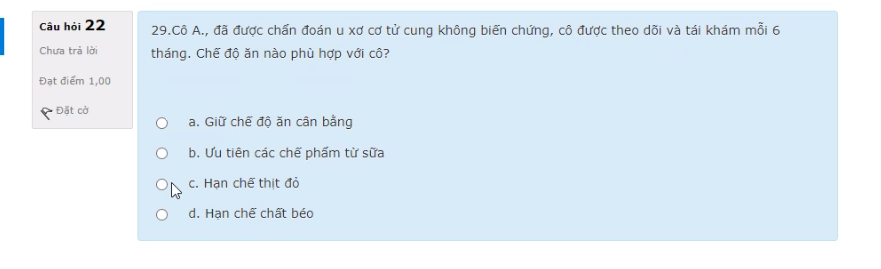 Câu hỏi 22
Chưa trả lời
Đạt điểm 1,00
Đặt cờ
29.Cô A., đã được chẩn đoán u xơ cơ tử cung không biến chứng, cô được theo dõi và tái khám mỗi 6
tháng. Chế độ ăn nào phù hợp với cô?
a. Giữ chế độ ăn cân bằng
b. Ưu tiên các chế phẩm từ sữa
c. Hạn chế thịt đỏ
d. Hạn chế chất béo